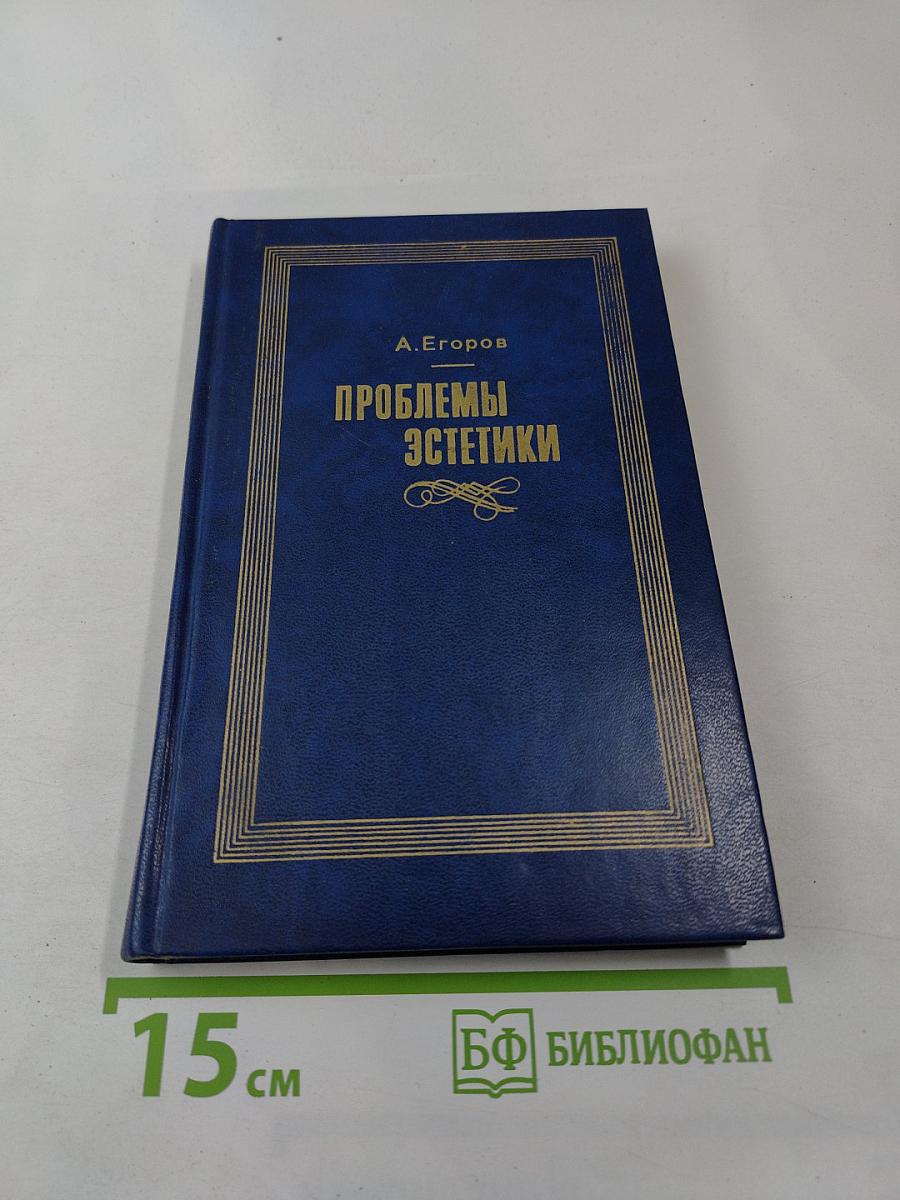 А.Егоров
ПРОБЛЕМЫ
ЭСТЕТИКИ
15 см
БФ БИБЛИОФАН